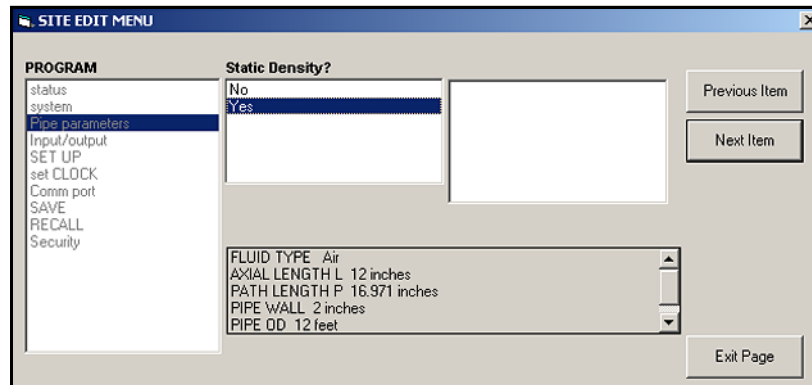 SITE EDIT MENU
PROGRAM
status
system
Pipe parameters
Input/output
SET UP
set CLOCK
Comm port
SAVE
RECALL
Security
Static Density?
No
Yes
FLUID TYPE Air
AXIAL LENGTH L 12 inches
PATH LENGTH P 16.971 inches
PIPE WALL 2 inches
PIPE OD 12 feet
Previous Item
Next Item
Exit Page